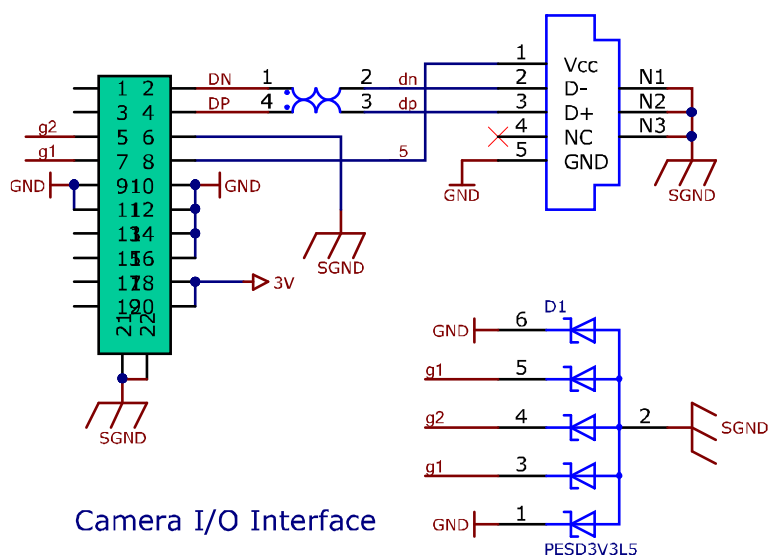 1 Vcc
DN 1 2 dn 2 D- N1
1 2
DP 4 3 dp 3 D+ N2
3 4
g2 5 6 4 NC N3
g1 7 8 5 5 GND
GND 9 10 GND GND SGND
11 12
13 14
15 16 SGND
17 18 3V
19 20
21 22
SGND
D1
GND 6
g1 5
g2 4 2 SGND
g1 3
GND 1
Camera I/O Interface
PESD3V3L5